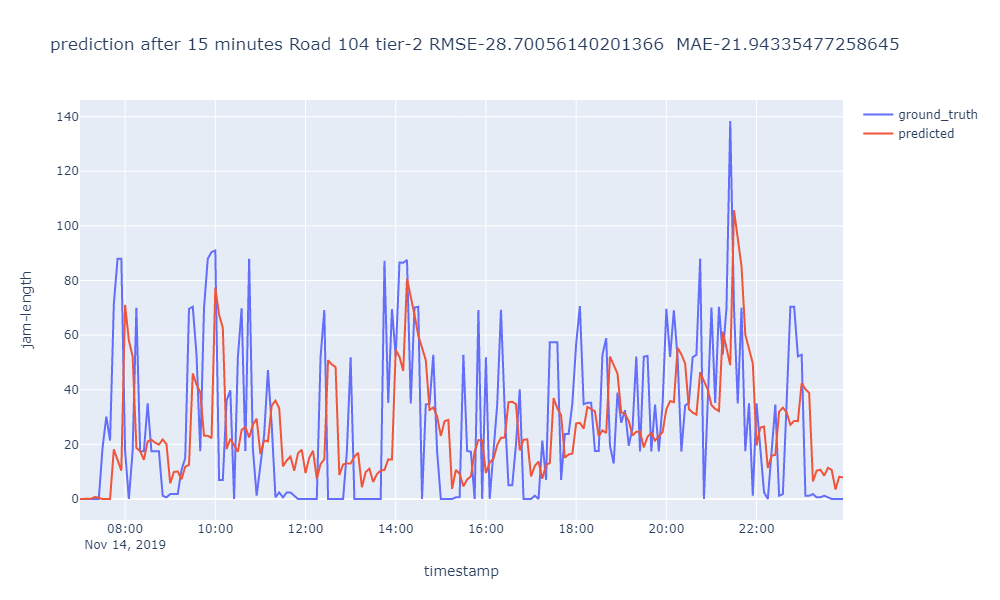 prediction after 15 minutes Road 104 tier-2 RMSE-28.70056140201366  MAE-21.94335477258645
ground_truth
predicted
140
120
100
80
60
40
20
0
jam-length
08:00
10:00
12:00
14:00
16:00
18:00
20:00
22:00
Nov 14, 2019
timestamp